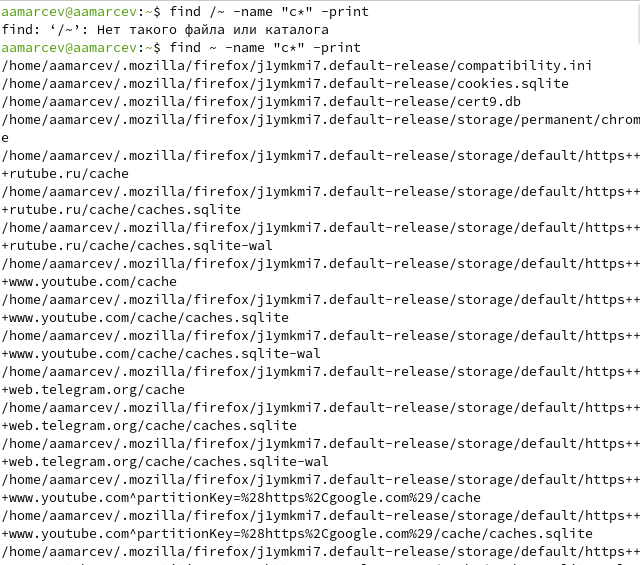 aamarcev@aamarcev:~$ find /~ -name "c*" -print
find: ‘/~’: Нет такого файла или каталога
aamarcev@aamarcev:~$ find ~ -name "c*" -print
/home/aamarcev/.mozilla/firefox/j1ymkmi7.default-release/compatibility.ini
/home/aamarcev/.mozilla/firefox/j1ymkmi7.default-release/cookies.sqlite
/home/aamarcev/.mozilla/firefox/j1ymkmi7.default-release/cert9.db
/home/aamarcev/.mozilla/firefox/j1ymkmi7.default-release/storage/permanent/chrom
e
/home/aamarcev/.mozilla/firefox/j1ymkmi7.default-release/storage/default/https++
+rutube.ru/cache
/home/aamarcev/.mozilla/firefox/j1ymkmi7.default-release/storage/default/https++
+rutube.ru/cache/caches.sqlite
/home/aamarcev/.mozilla/firefox/j1ymkmi7.default-release/storage/default/https++
+rutube.ru/cache/caches.sqlite-wal
/home/aamarcev/.mozilla/firefox/j1ymkmi7.default-release/storage/default/https++
+www.youtube.com/cache
/home/aamarcev/.mozilla/firefox/j1ymkmi7.default-release/storage/default/https++
+www.youtube.com/cache/caches.sqlite
/home/aamarcev/.mozilla/firefox/j1ymkmi7.default-release/storage/default/https++
+www.youtube.com/cache/caches.sqlite-wal
/home/aamarcev/.mozilla/firefox/j1ymkmi7.default-release/storage/default/https++
+web.telegram.org/cache
/home/aamarcev/.mozilla/firefox/j1ymkmi7.default-release/storage/default/https++
+web.telegram.org/cache/caches.sqlite
/home/aamarcev/.mozilla/firefox/j1ymkmi7.default-release/storage/default/https++
+web.telegram.org/cache/caches.sqlite-wal
/home/aamarcev/.mozilla/firefox/j1ymkmi7.default-release/storage/default/https++
+www.youtube.com^partitionKey=%28https%2Cgoogle.com%29/cache
/home/aamarcev/.mozilla/firefox/j1ymkmi7.default-release/storage/default/https++
+www.youtube.com^partitionKey=%28https%2Cgoogle.com%29/cache/caches.sqlite
/home/aamarcev/.mozilla/firefox/j1ymkmi7.default-release/storage/default/https++